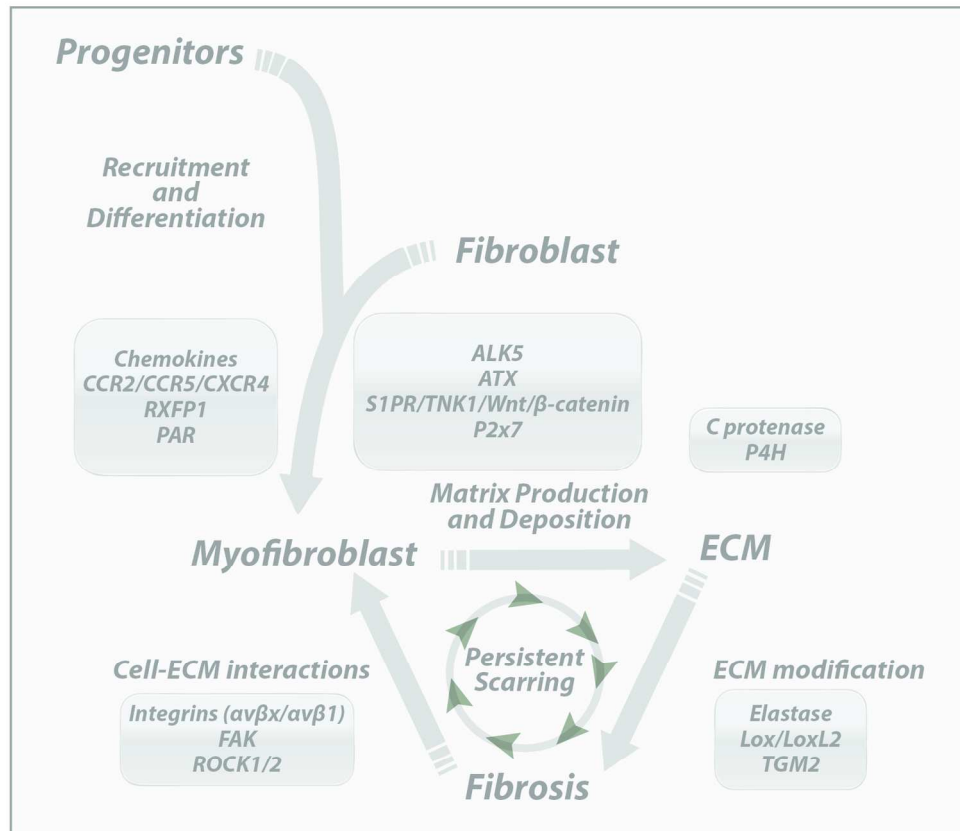 Progenitors
Recruitment
and
Differentiation
Fibroblast
Chemokines
CCR2/CCR5/CXCR4
RXFP1
PAR
ALK5
ATX
S1PR/TNK1/Wnt/β-catenin
P2x7
C protenase
P4H
Matrix Production
and Deposition
Myofibroblast
ECM
Persistent
Scarring
Cell-ECM interactions
Integrins (αvβx/αvβ1)
FAK
ROCK1/2
ECM modification
Elastase
Lox/LoxL2
TGM2
Fibrosis